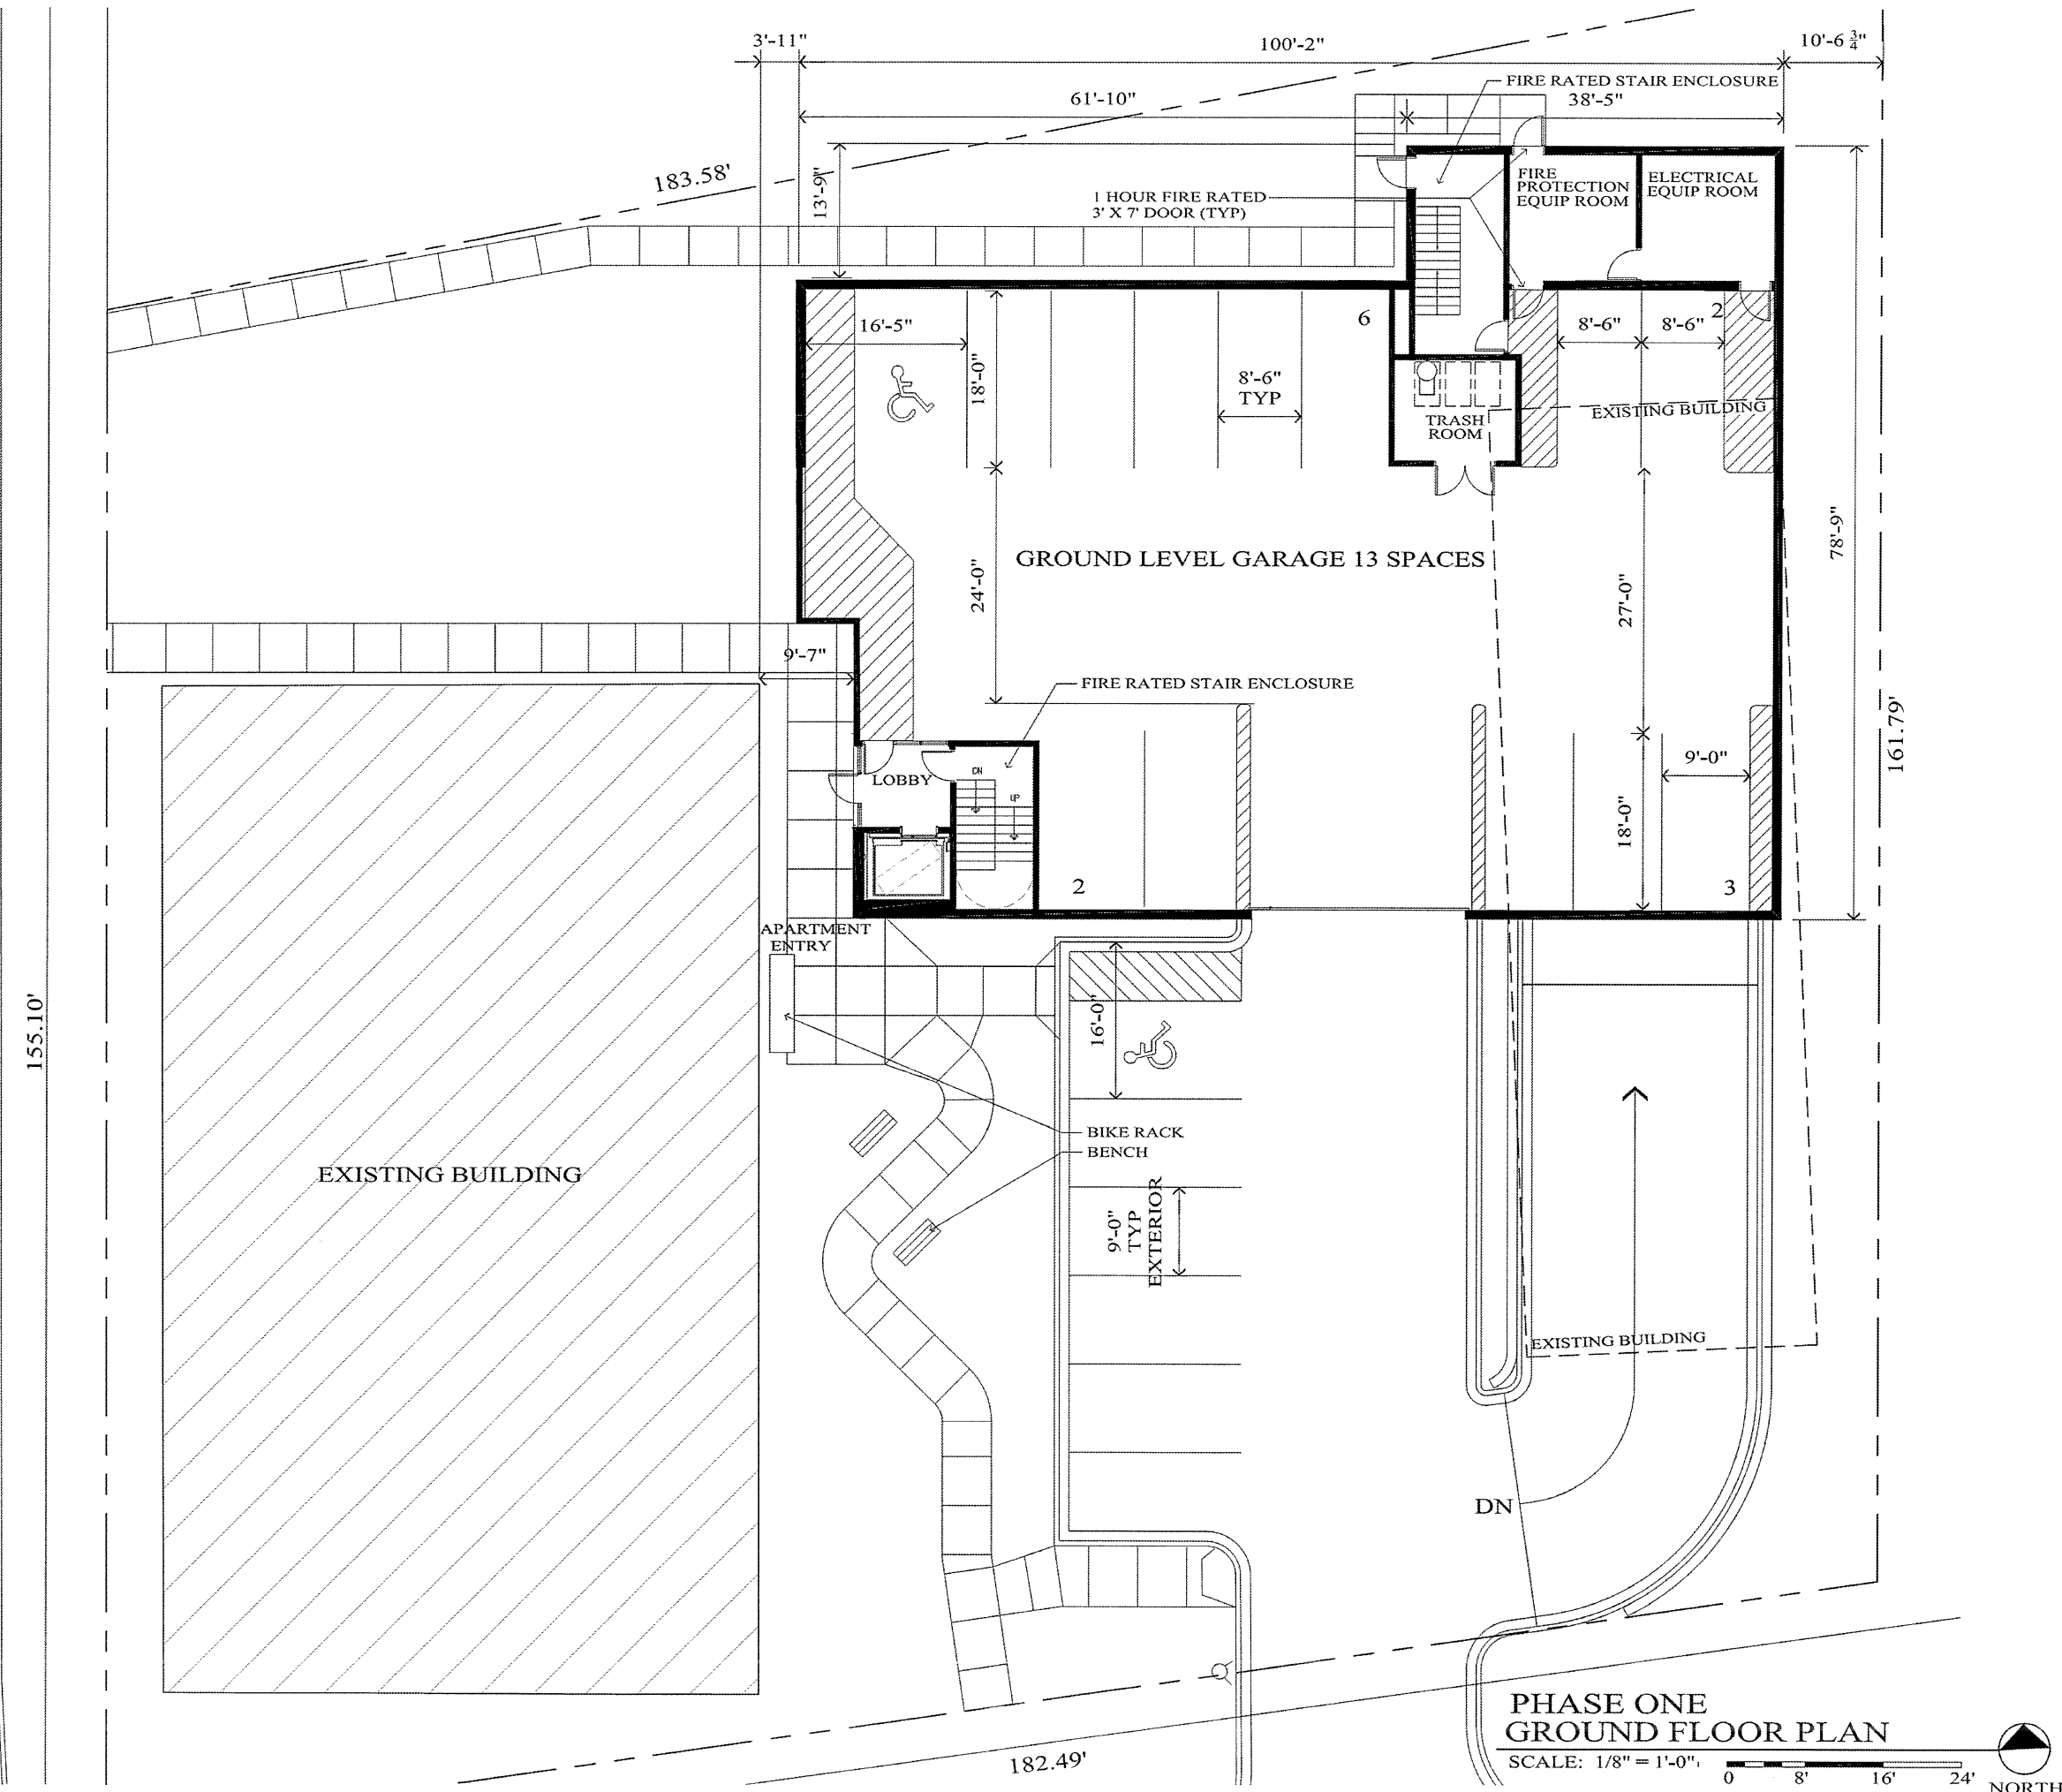 3'-11"
100'-2"
10'-6 3/4"
FIRE RATED STAIR ENCLOSURE
61'-10"
38'-5"
183.58'
13'-9"
1 HOUR FIRE RATED
3' X 7' DOOR (TYP)
FIRE
PROTECTION
EQUIP ROOM
ELECTRICAL
EQUIP ROOM
16'-5"
18'-0"
6
8'-6"
8'-6"
2
8'-6"
TYP
EXISTING BUILDING
TRASH
ROOM
78'-9"
GROUND LEVEL GARAGE 13 SPACES
24'-0"
27'-0"
9'-7"
FIRE RATED STAIR ENCLOSURE
161.79'
9'-0"
LOBBY
DN
UP
18'-0"
2
3
APARTMENT
ENTRY
155.10'
16'-0"
BIKE RACK
BENCH
EXISTING BUILDING
9'-0"
TYP
EXTERIOR
EXISTING BUILDING
DN
182.49'
PHASE ONE
GROUND FLOOR PLAN
SCALE: 1/8" = 1'-0"
0 8' 16' 24'
NORTH